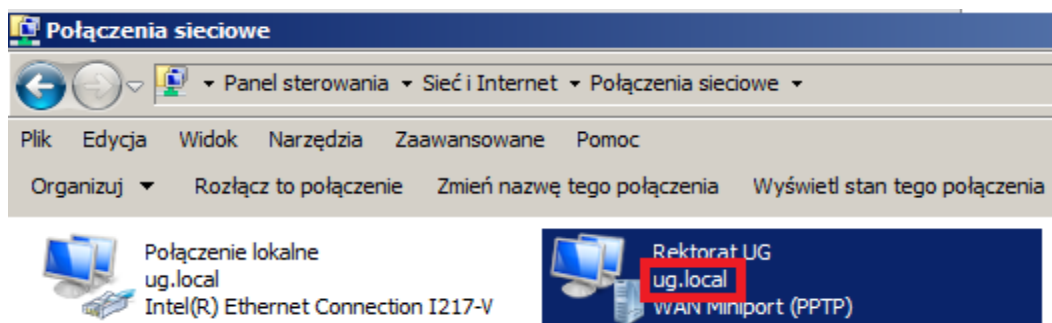 Połączenia sieciowe
Panel sterowania Sieć i Internet Połączenia sieciowe
Plik Edycja Widok Narzędzia Zaawansowane Pomoc
Organizuj Rozłącz to połączenie Zmień nazwę tego połączenia Wyświetl stan tego połączenia
Połączenie lokalne
ug.local
Intel(R) Ethernet Connection I217-V
Rektorat UG
ug.local
WAN Miniport (PPTP)